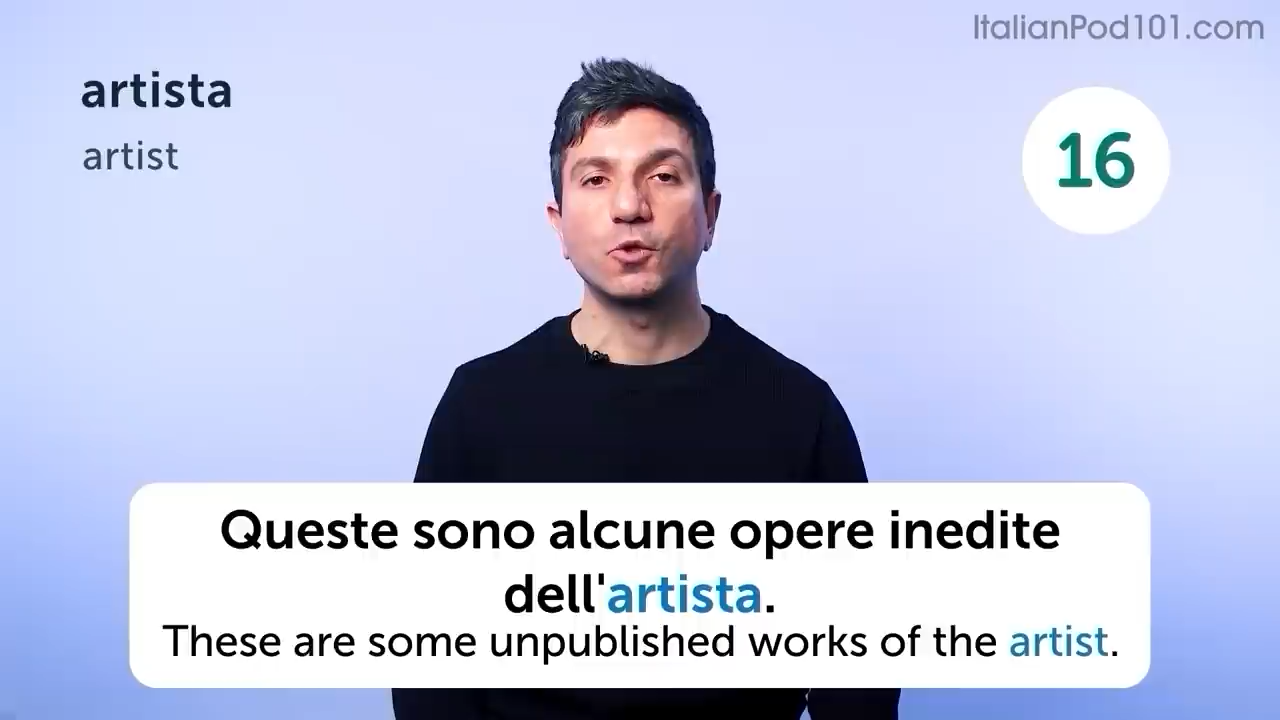 ItalianPod101.com
artista
artist
16
Queste sono alcune opere inedite
dell'artista.
These are some unpublished works of the artist.